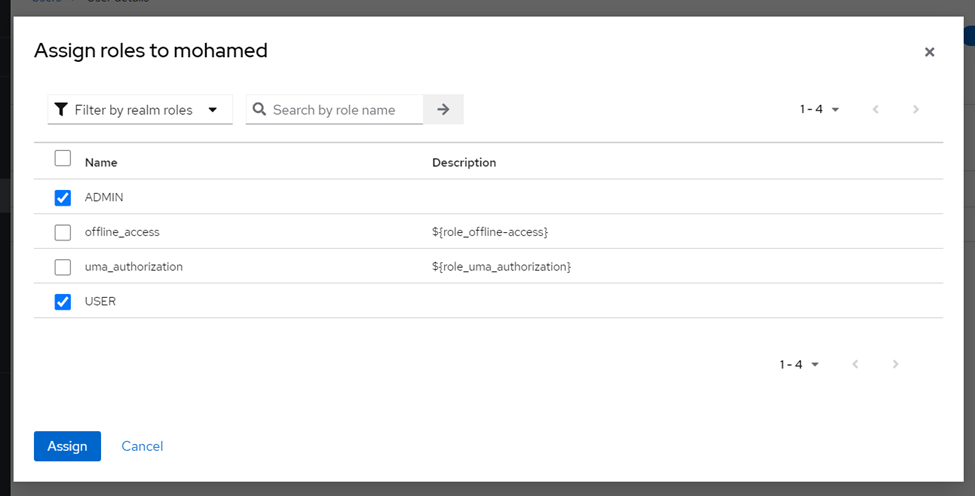 Assign roles to mohamed
Filter by realm roles
Search by role name
1 - 4
Name Description
ADMIN
offline_access ${role_offline-access}
uma_authorization ${role_uma_authorization}
USER
1 - 4
Assign Cancel